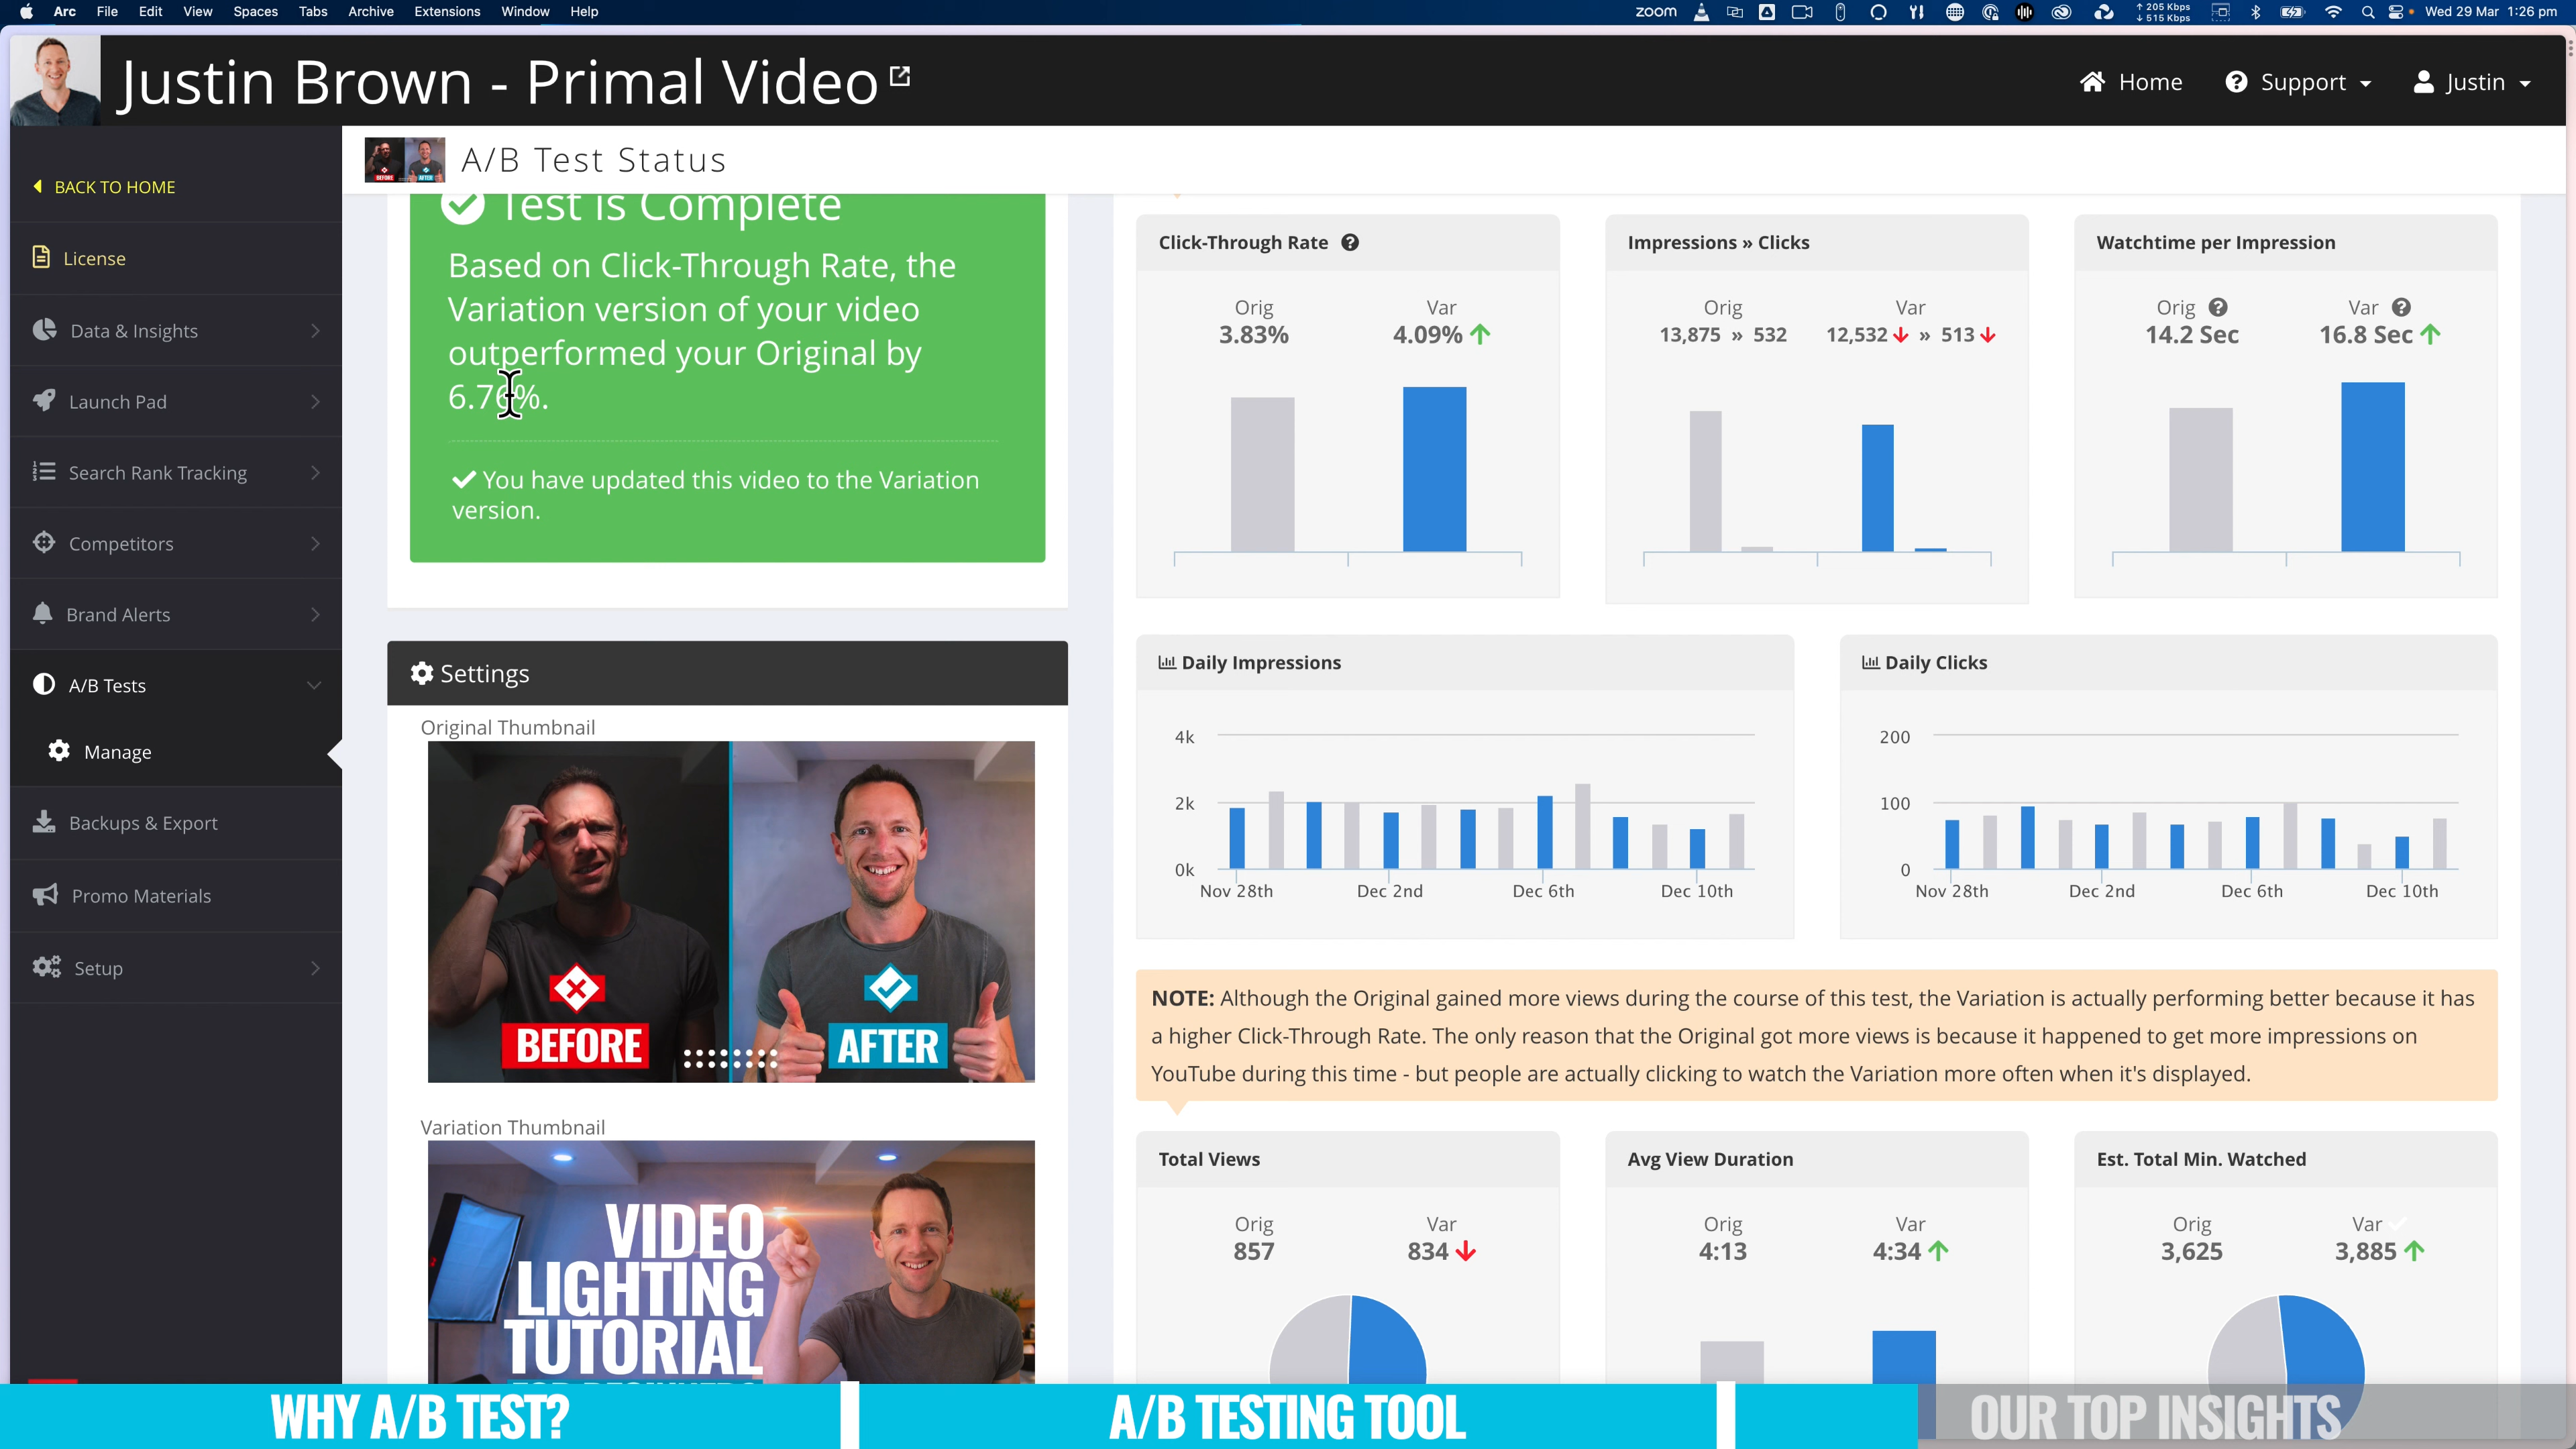 Arc File Edit View Spaces Tabs Archive Extensions Window Help
zoom
↑ 205 Kbps
↓ 515 Kbps
Wed 29 Mar 1:26 pm
Justin Brown - Primal Video
Home
Support
Justin
BACK TO HOME
License
Data & Insights
Launch Pad
Search Rank Tracking
Competitors
Brand Alerts
A/B Tests
Manage
Backups & Export
Promo Materials
Setup
A/B Test Status
Test is Complete
Based on Click-Through Rate, the
Variation version of your video
outperformed your Original by
6.76%.
You have updated this video to the Variation
version.
Settings
Original Thumbnail
BEFORE
AFTER
Variation Thumbnail
VIDEO
LIGHTING
TUTORIAL
Click-Through Rate
Orig Var
3.83% 4.09%
Impressions » Clicks
Orig Var
13,875 » 532 12,532 » 513
Watchtime per Impression
Orig Var
14.2 Sec 16.8 Sec
Daily Impressions
4k
2k
0k
Nov 28th Dec 2nd Dec 6th Dec 10th
Daily Clicks
200
100
0
Nov 28th Dec 2nd Dec 6th Dec 10th
NOTE: Although the Original gained more views during the course of this test, the Variation is actually performing better because it has
a higher Click-Through Rate. The only reason that the Original got more views is because it happened to get more impressions on
YouTube during this time - but people are actually clicking to watch the Variation more often when it's displayed.
Total Views
Orig Var
857 834
Avg View Duration
Orig Var
4:13 4:34
Est. Total Min. Watched
Orig Var
3,625 3,885
WHY A/B TEST?
A/B TESTING TOOL
OUR TOP INSIGHTS